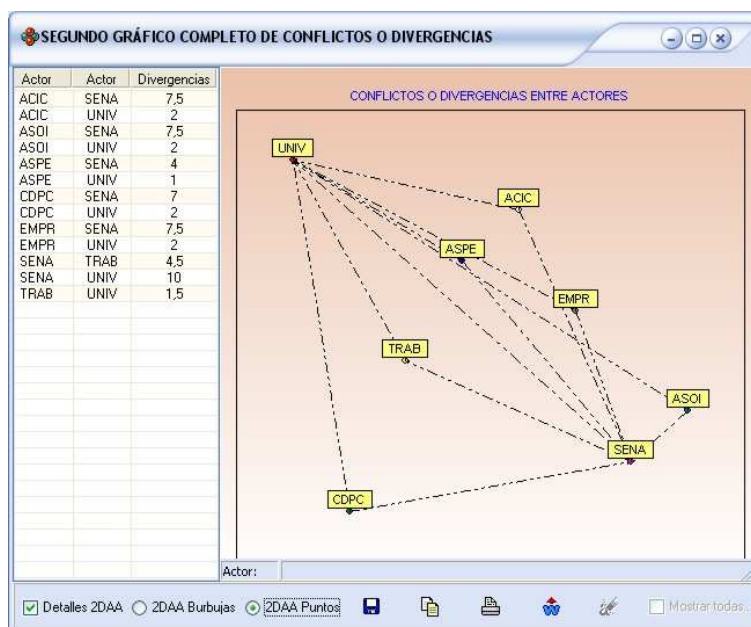 SEGUNDO GRÁFICO COMPLETO DE CONFLICTOS O DIVERGENCIAS
Actor Actor Divergencias
ACIC SENA 7,5
ACIC UNIV 2
ASOI SENA 7,5
ASOI UNIV 2
ASPE SENA 4
ASPE UNIV 1
CDPC SENA 7
CDPC UNIV 2
EMPR SENA 7,5
EMPR UNIV 2
SENA TRAB 4,5
SENA UNIV 10
TRAB UNIV 1,5
CONFLICTOS O DIVERGENCIAS ENTRE ACTORES
UNIV
ACIC
ASPE
EMPR
TRAB
ASOI
SENA
CDPC
Actor:
Detalles 2DAA 2DAA Burbujas 2DAA Puntos Mostrar todas...